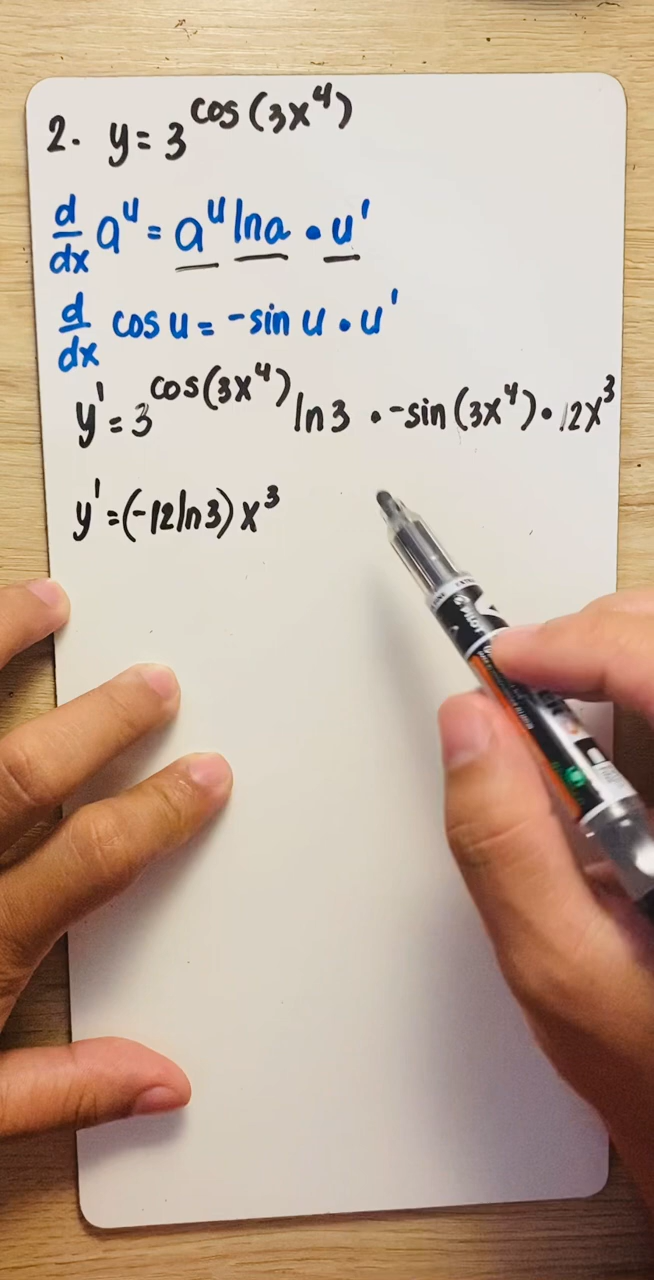 2. y = 3^cos(3x^4)
d/dx a^u = a^u ln a • u'
d/dx cos u = -sin u • u'
y' = 3^cos(3x^4) ln 3 • -sin(3x^4) • 12x^3
y' = (-12 ln 3) x^3
PILOT